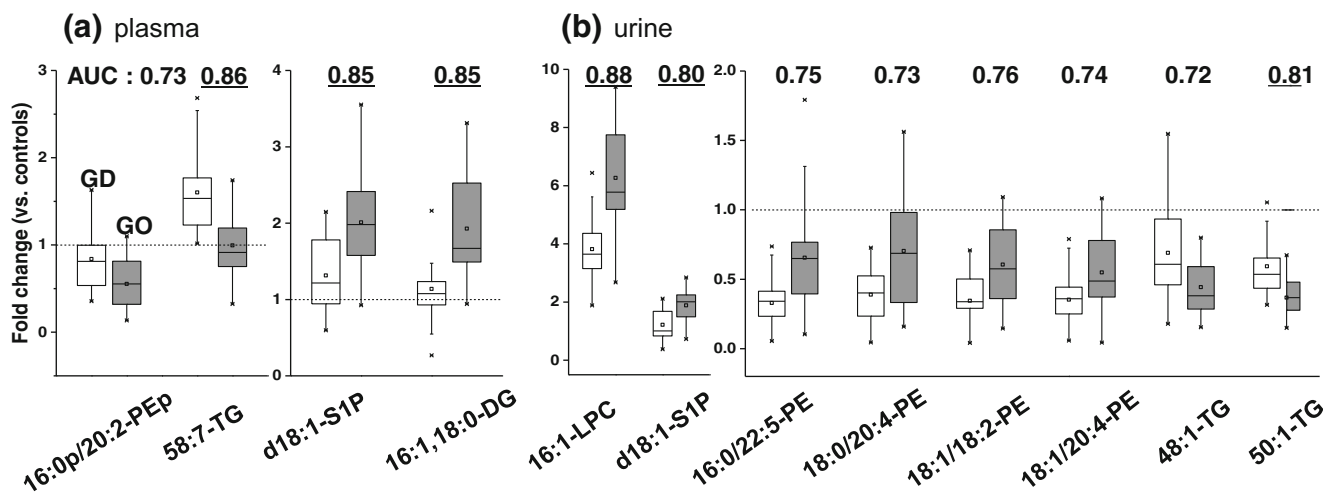 (a) plasma
(b) urine
Fold change (vs. controls)
3
2
1
0
AUC : 0.73 0.86
GD
GO
4
3
2
1
0
0.85 0.85
10
8
6
4
2
0
0.88 0.80
2.0
1.5
1.0
0.5
0.0
0.75 0.73 0.76 0.74 0.72 0.81
16:0p/20:2-PEp
58:7-TG
d18:1-S1P
16:1,18:0-DG
16:1-LPC
d18:1-S1P
16:0/22:5-PE
18:0/20:4-PE
18:1/18:2-PE
18:1/20:4-PE
48:1-TG
50:1-TG